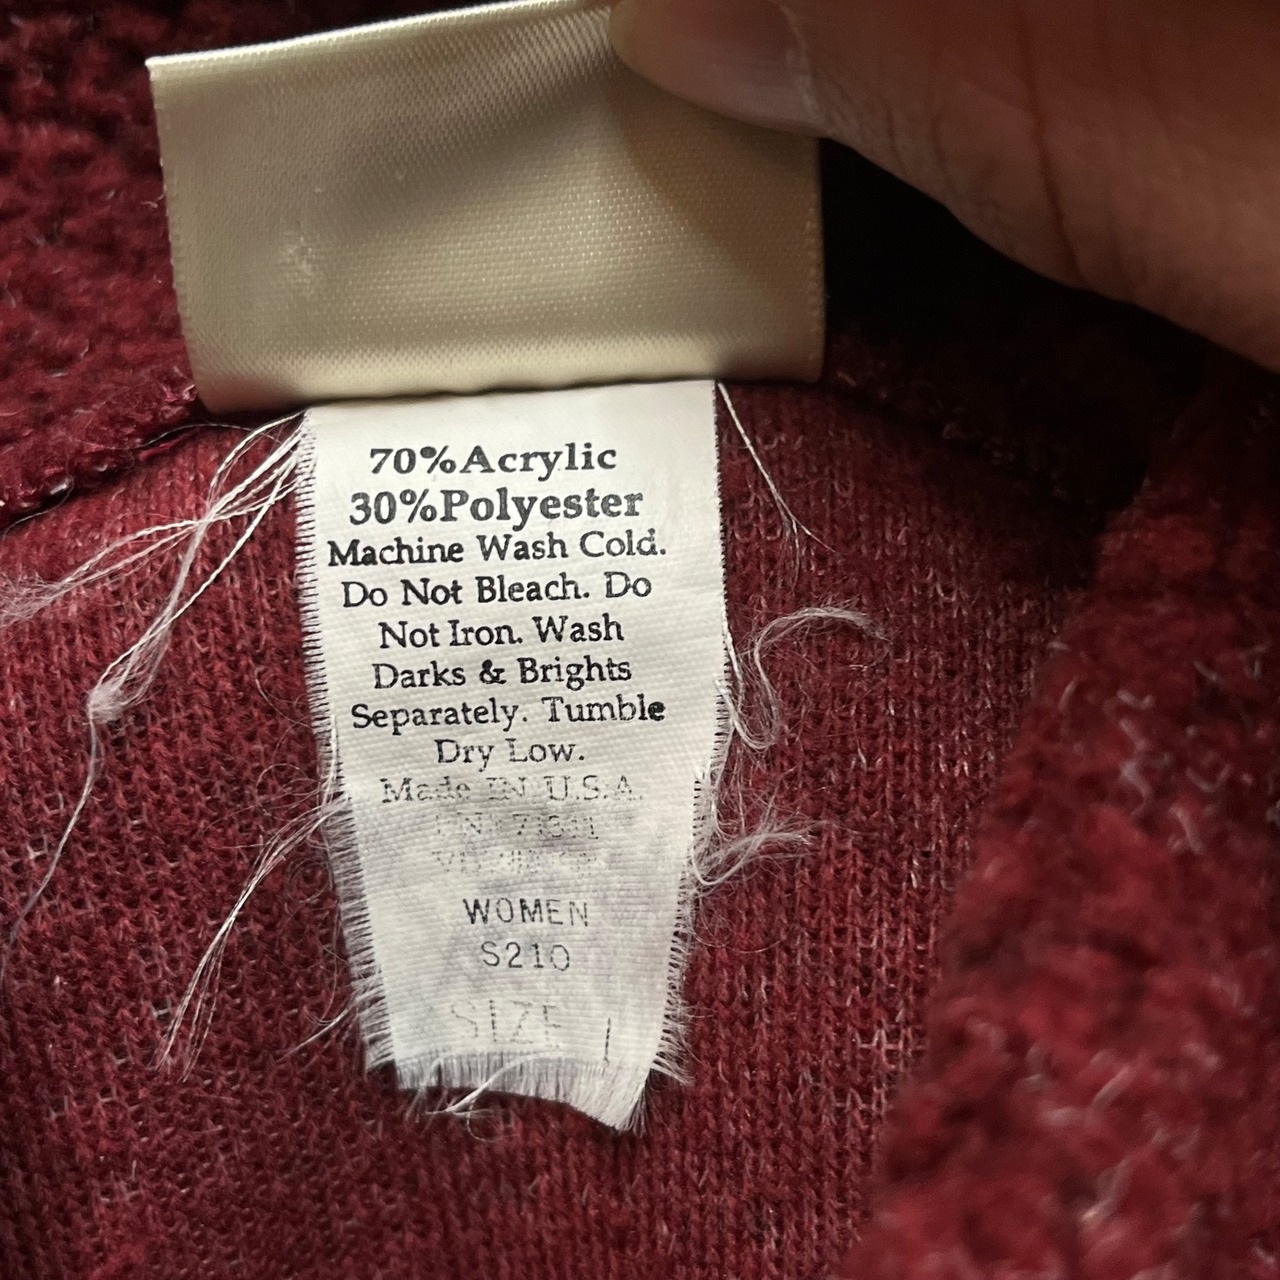 70%Acrylic
30%Polyester
Machine Wash Cold.
Do Not Bleach. Do
Not Iron. Wash
Darks & Brights
Separately. Tumble
Dry Low.
Made IN U.S.A.
WOMEN
S210
SIZE